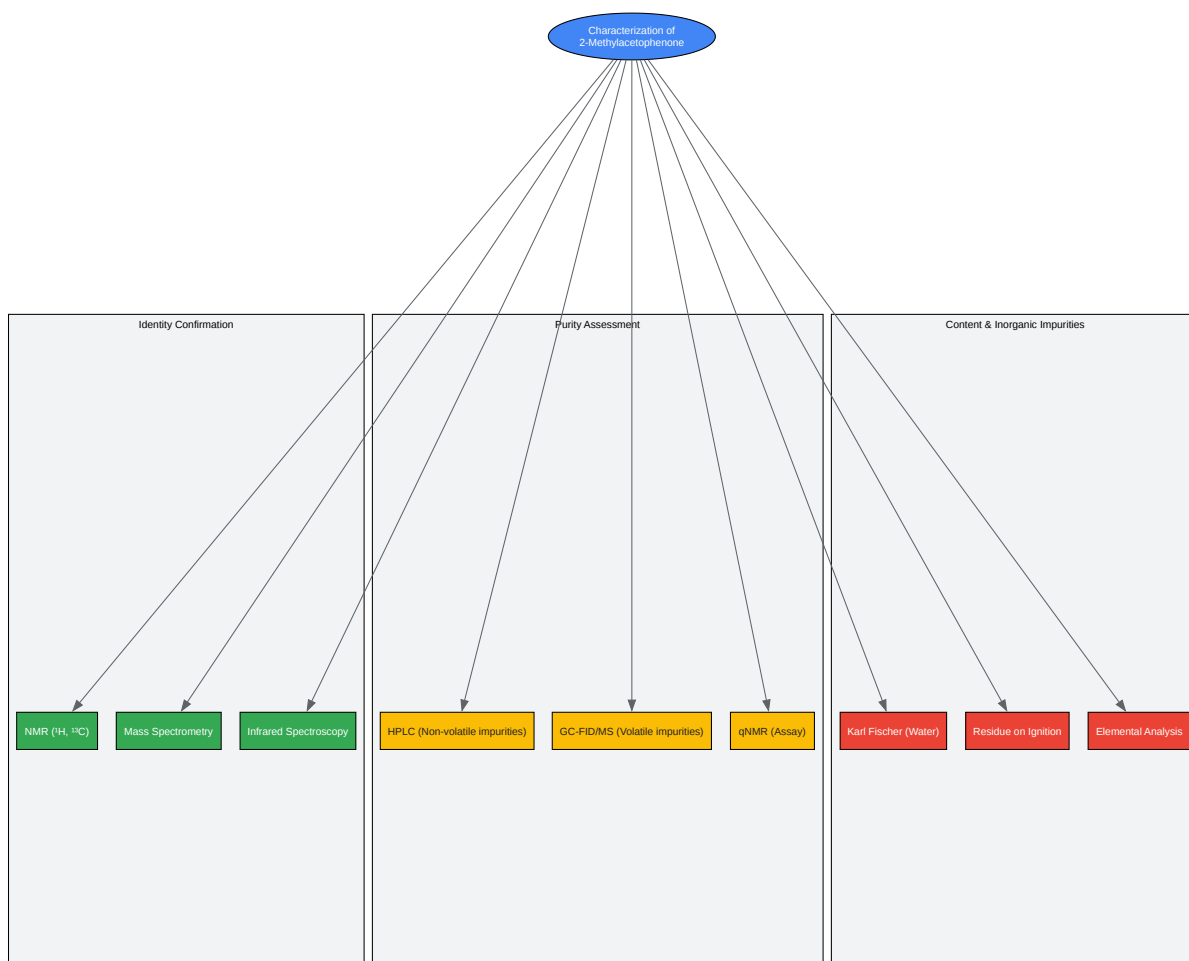 Characterization of
2-Methylacetophenone
Identity Confirmation
Purity Assessment
Content & Inorganic Impurities
NMR (¹H, ¹³C)
Mass Spectrometry
Infrared Spectroscopy
HPLC (Non-volatile impurities)
GC-FID/MS (Volatile impurities)
qNMR (Assay)
Karl Fischer (Water)
Residue on Ignition
Elemental Analysis